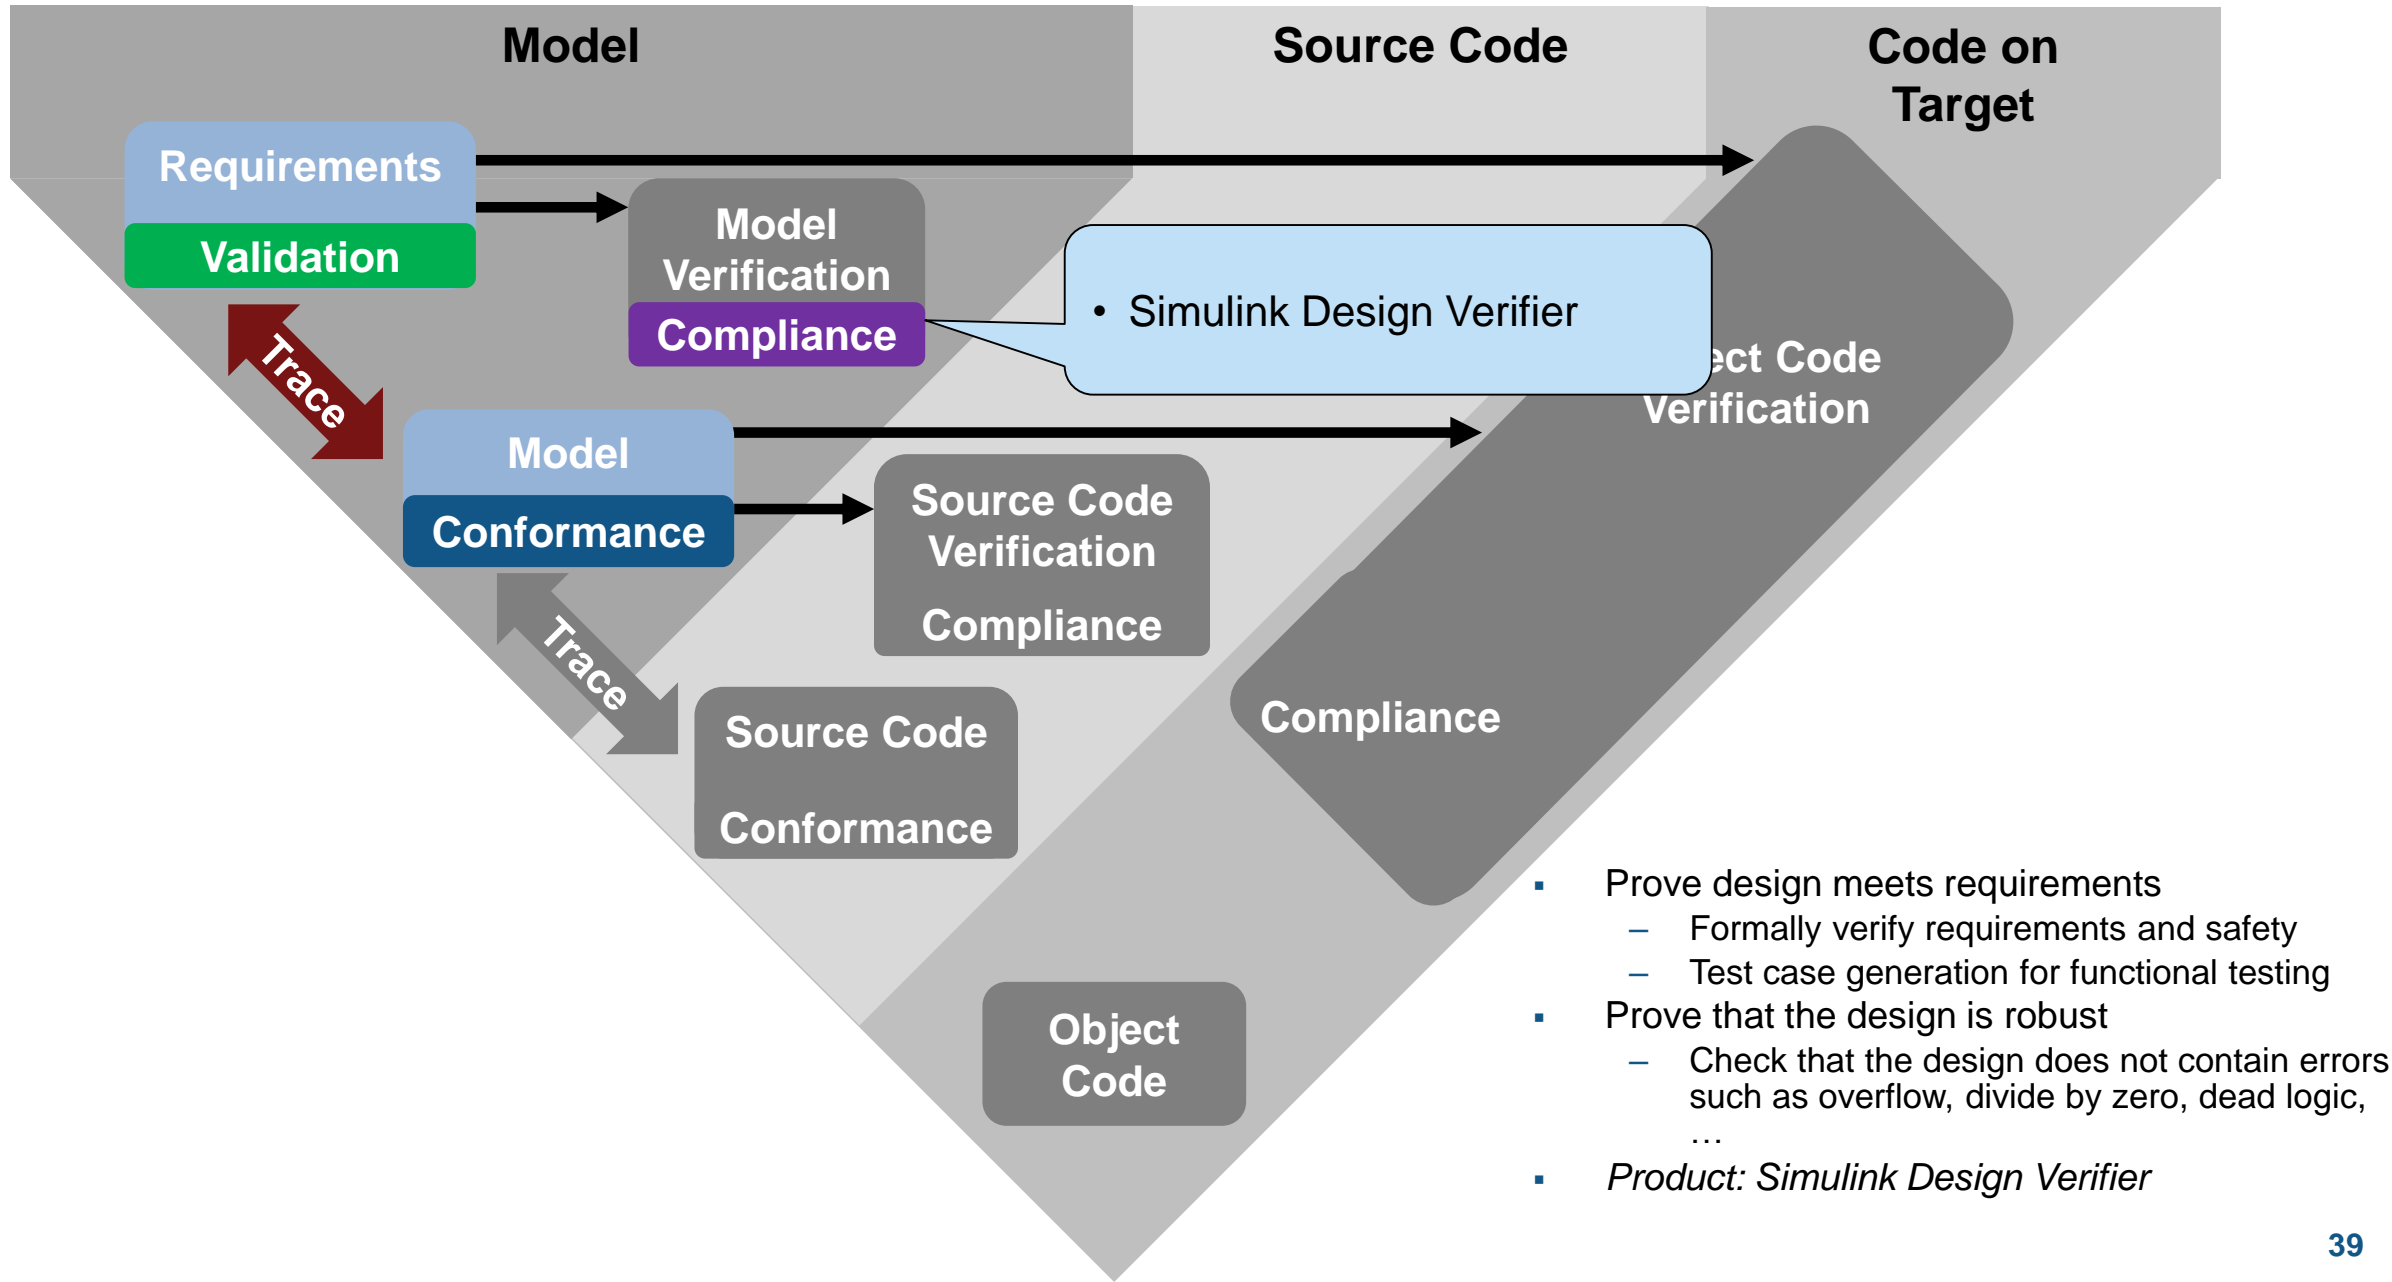 Model
Source Code
Code on
Target
Requirements
Validation
Model
Verification
Compliance
• Simulink Design Verifier
ect Code
Verification
Trace
Model
Conformance
Source Code
Verification
Compliance
Trace
Source Code
Conformance
Compliance
Object
Code
▪ Prove design meets requirements
– Formally verify requirements and safety
– Test case generation for functional testing
▪ Prove that the design is robust
– Check that the design does not contain errors
such as overflow, divide by zero, dead logic,
…
▪ Product: Simulink Design Verifier
39